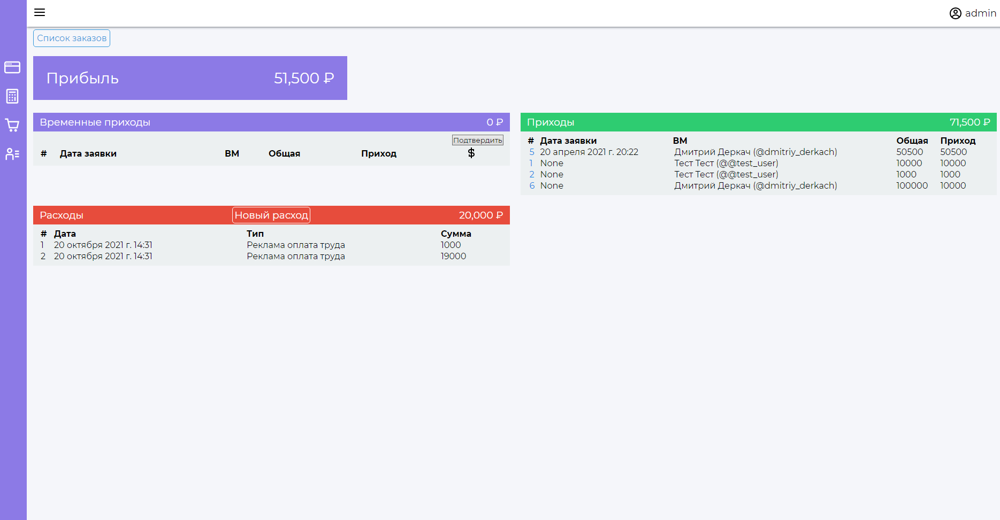 admin
Список заказов
Прибыль 51,500 ₽
Временные приходы 0 ₽
Подтвердить
# Дата заявки ВМ Общая Приход $
Приходы 71,500 ₽
# Дата заявки ВМ Общая Приход
5 20 апреля 2021 г. 20:22 Дмитрий Деркач (@dmitriy_derkach) 50500 50500
1 None Тест Тест (@@test_user) 10000 10000
2 None Тест Тест (@@test_user) 1000 1000
6 None Дмитрий Деркач (@dmitriy_derkach) 100000 10000
Расходы Новый расход 20,000 ₽
# Дата Тип Сумма
1 20 октября 2021 г. 14:31 Реклама оплата труда 1000
2 20 октября 2021 г. 14:31 Реклама оплата труда 19000